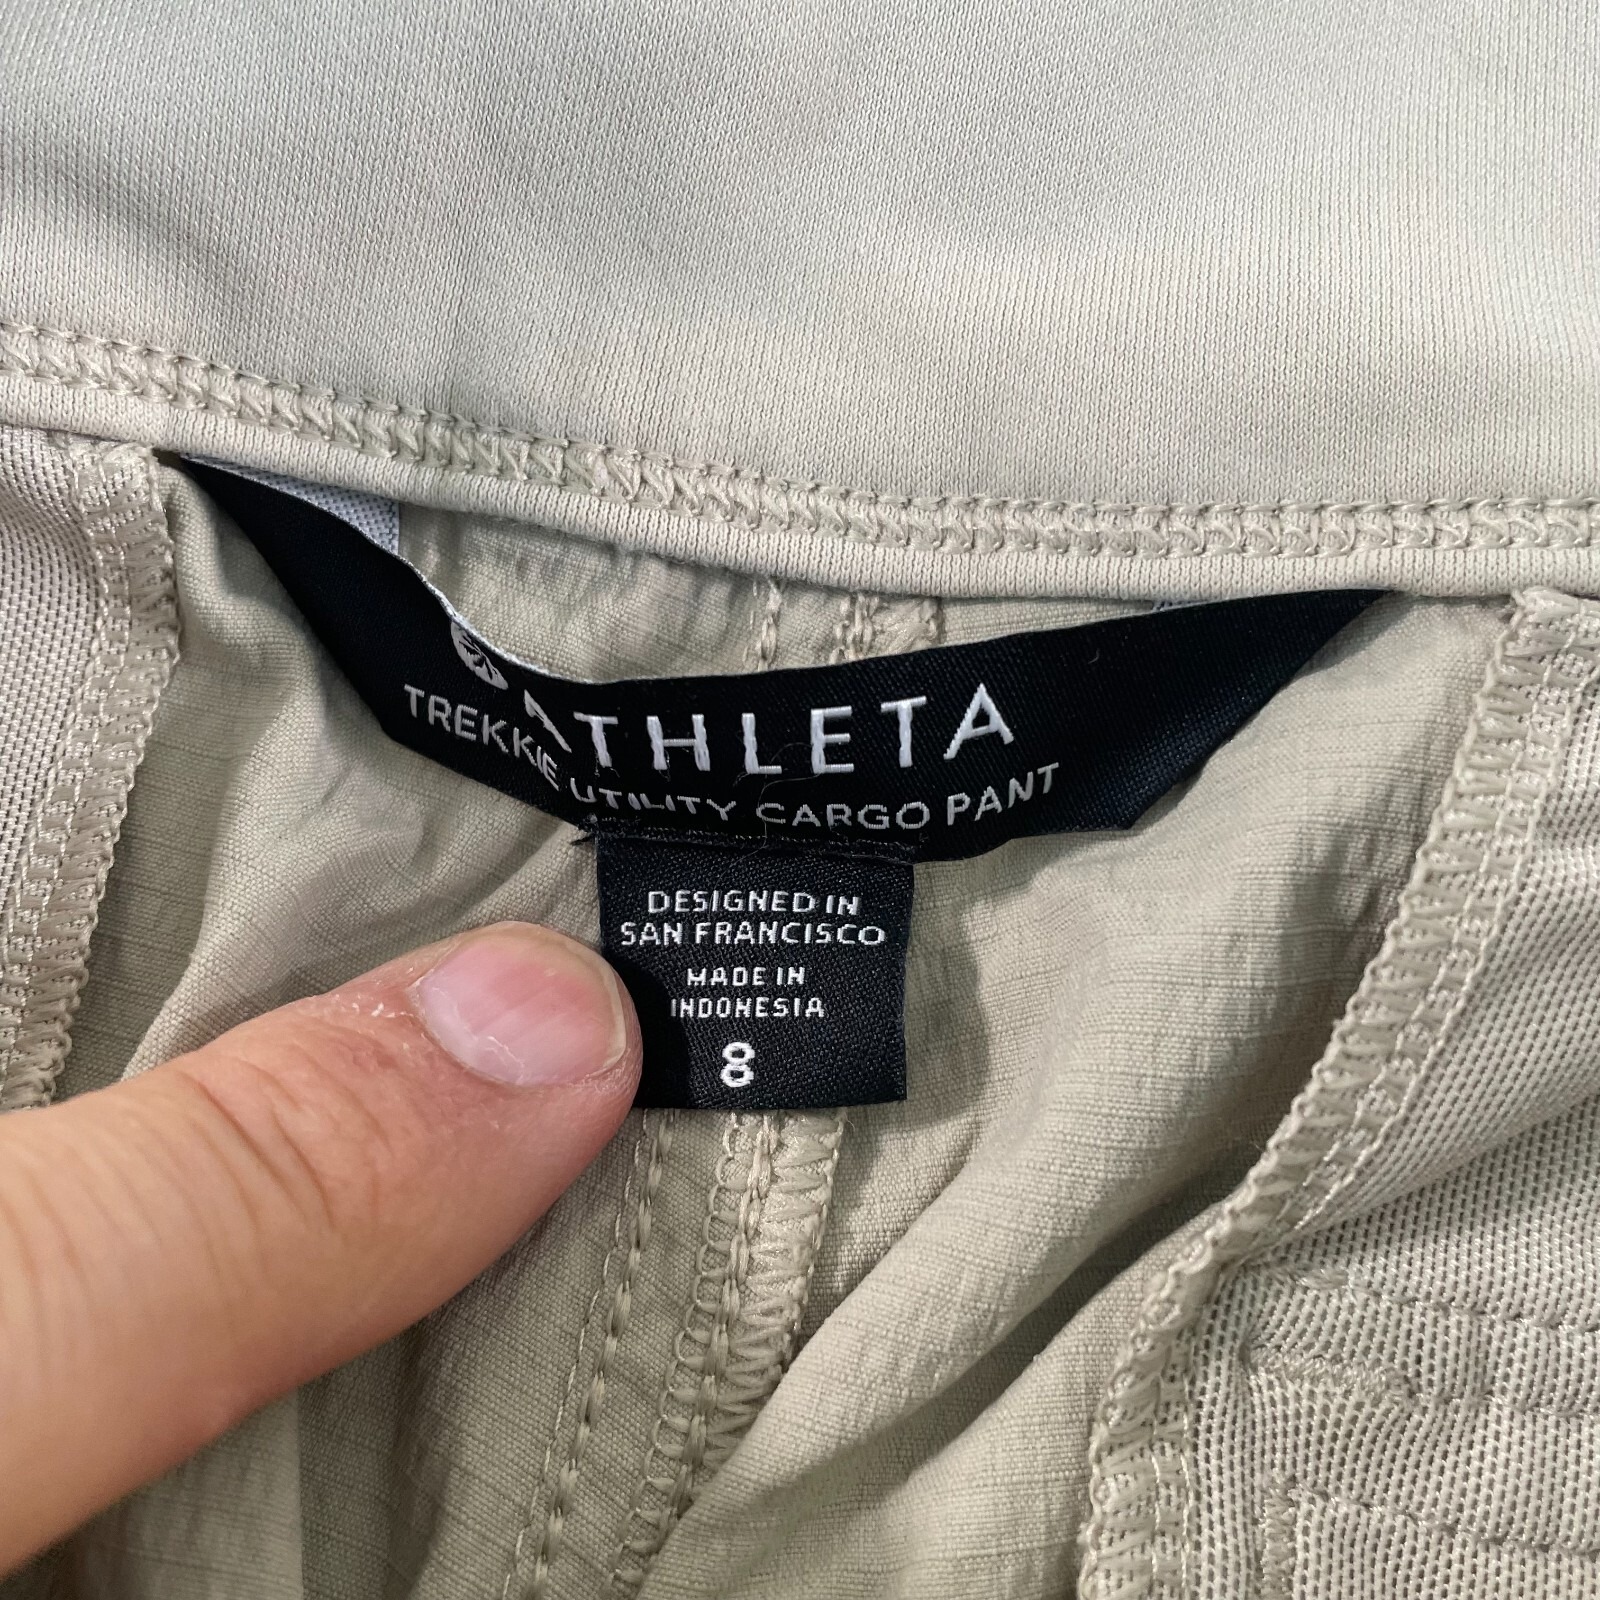 ATHLETA
TREKKIE UTILITY CARGO PANT
DESIGNED IN
SAN FRANCISCO
MADE IN
INDONESIA
8